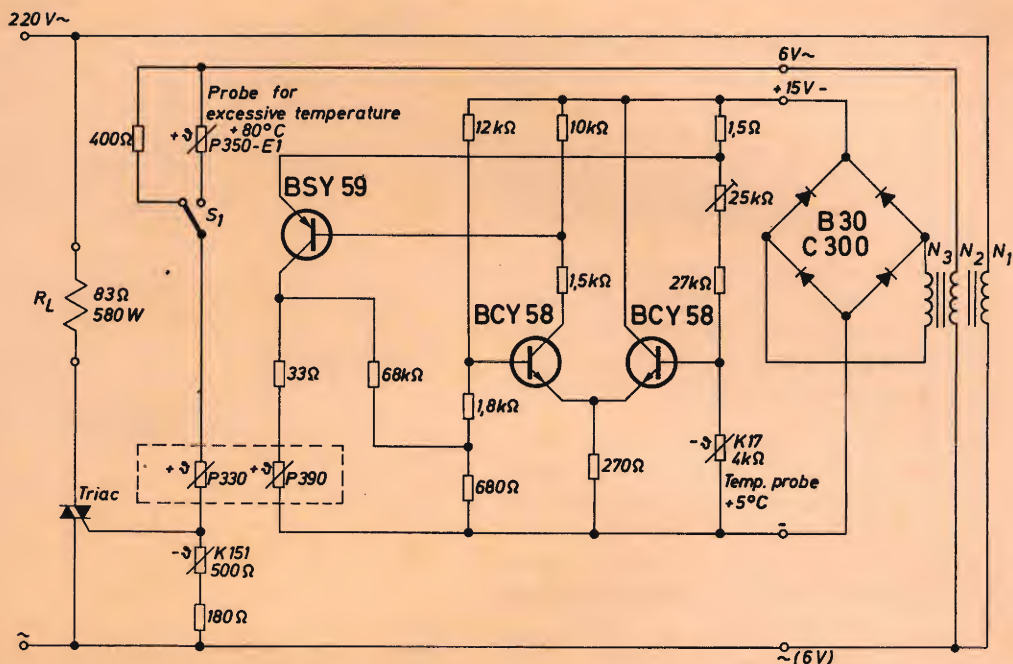 220 V~
6V~
+15V-
Probe for
excessive temperature
+80°C
P350-E1
+ϑ
400Ω
S1
12kΩ
10kΩ
1,5Ω
BSY 59
25kΩ
B30
C300
N3
N2
N1
1,5kΩ
27kΩ
RL
83Ω
580W
BCY 58
BCY 58
33Ω
68kΩ
1,8kΩ
+ϑ
P330
+ϑ
P390
680Ω
270Ω
-ϑ
K17
4kΩ
Temp. probe
+5°C
Triac
-
-ϑ
K151
500Ω
180Ω
~
~(6V)